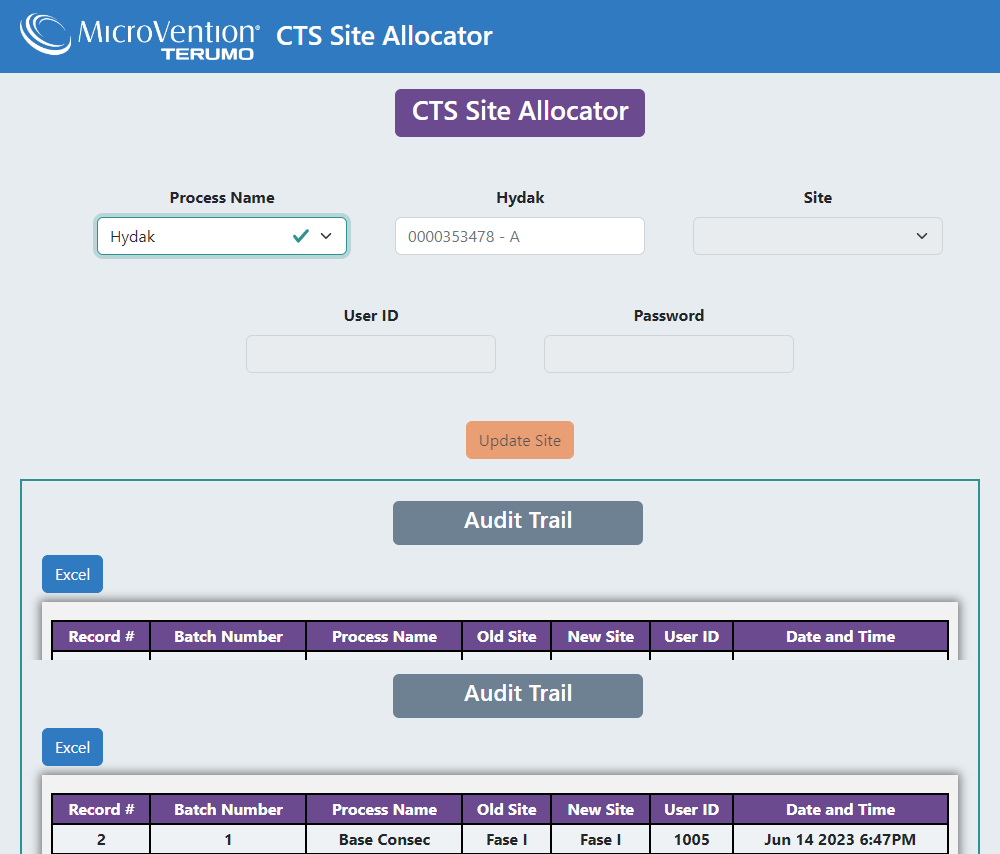 MICROVENTION® CTS Site Allocator
TERUMO
CTS Site Allocator
Process Name Hydak Site
Hydak 0000353478 - A
User ID Password
Update Site
Audit Trail
Excel
Record # Batch Number Process Name Old Site New Site User ID Date and Time
Audit Trail
Excel
Record # Batch Number Process Name Old Site New Site User ID Date and Time
2 1 Base Consec Fase I Fase I 1005 Jun 14 2023 6:47PM